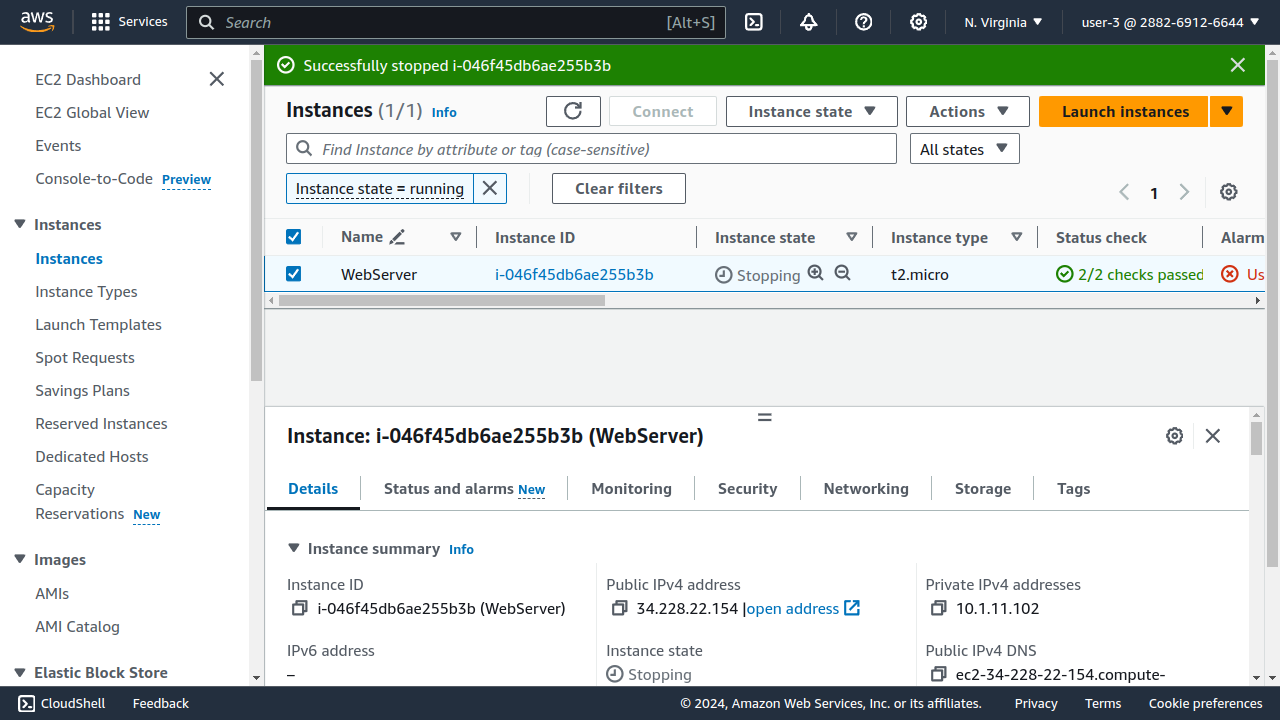 aws
Services
Search
[Alt+S]
N. Virginia
user-3 @ 2882-6912-6644
EC2 Dashboard
EC2 Global View
Events
Console-to-Code Preview
Instances
Instances
Instance Types
Launch Templates
Spot Requests
Savings Plans
Reserved Instances
Dedicated Hosts
Capacity
Reservations New
Images
AMIs
AMI Catalog
Elastic Block Store
Successfully stopped i-046f45db6ae255b3b
Instances (1/1) Info
Connect
Instance state
Actions
Launch instances
Find Instance by attribute or tag (case-sensitive)
All states
Instance state = running
Clear filters
1
Name Instance ID Instance state Instance type Status check Alarm
WebServer i-046f45db6ae255b3b Stopping t2.micro 2/2 checks passed Us
Instance: i-046f45db6ae255b3b (WebServer)
Details Status and alarms New Monitoring Security Networking Storage Tags
Instance summary Info
Instance ID
i-046f45db6ae255b3b (WebServer)
Public IPv4 address
34.228.22.154 |open address
Private IPv4 addresses
10.1.11.102
IPv6 address
–
Instance state
Stopping
Public IPv4 DNS
ec2-34-228-22-154.compute-
CloudShell
Feedback
© 2024, Amazon Web Services, Inc. or its affiliates.
Privacy
Terms
Cookie preferences